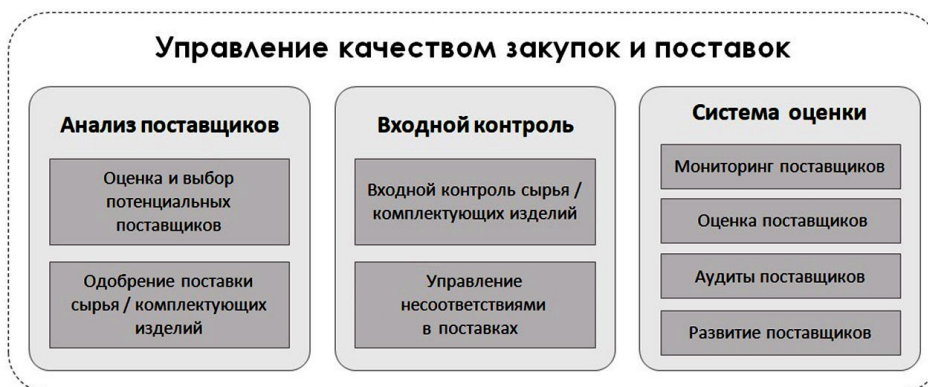 Управление качеством закупок и поставок
Анализ поставщиков
Оценка и выбор
потенциальных
поставщиков
Одобрение поставки
сырья / комплектующих
изделий
Входной контроль
Входной контроль сырья /
комплектующих изделий
Управление
несоответствиями
в поставках
Система оценки
Мониторинг поставщиков
Оценка поставщиков
Аудиты поставщиков
Развитие поставщиков